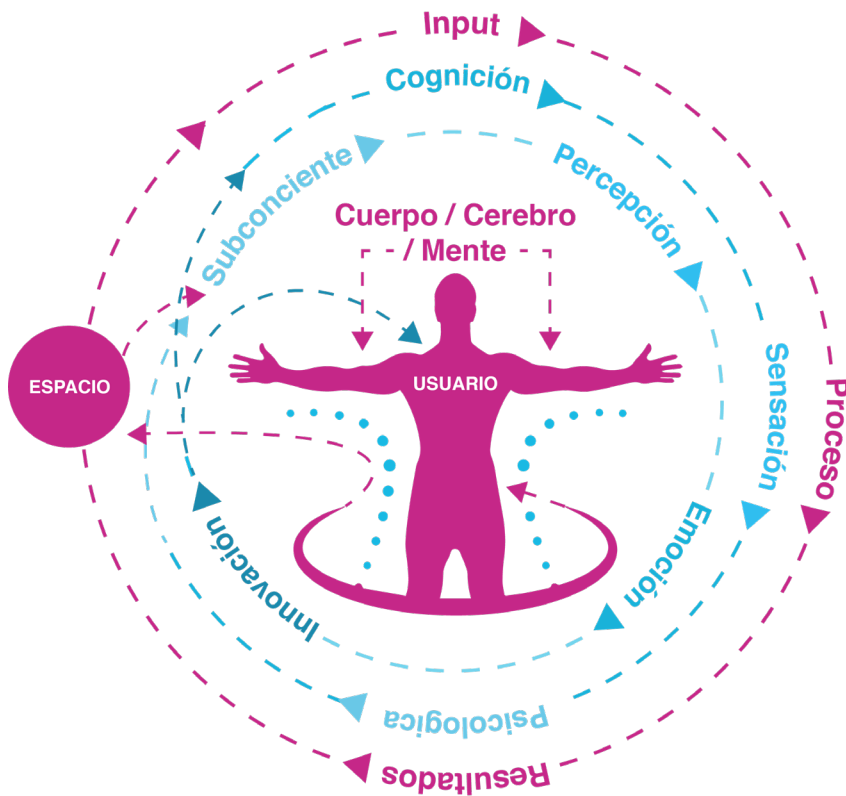 Input
Cognición
Subconciente
Percepción
Cuerpo / Cerebro
/ Mente
ESPACIO
USUARIO
Sensación
Proceso
Emoción
Innovación
Psicologica
Resultados